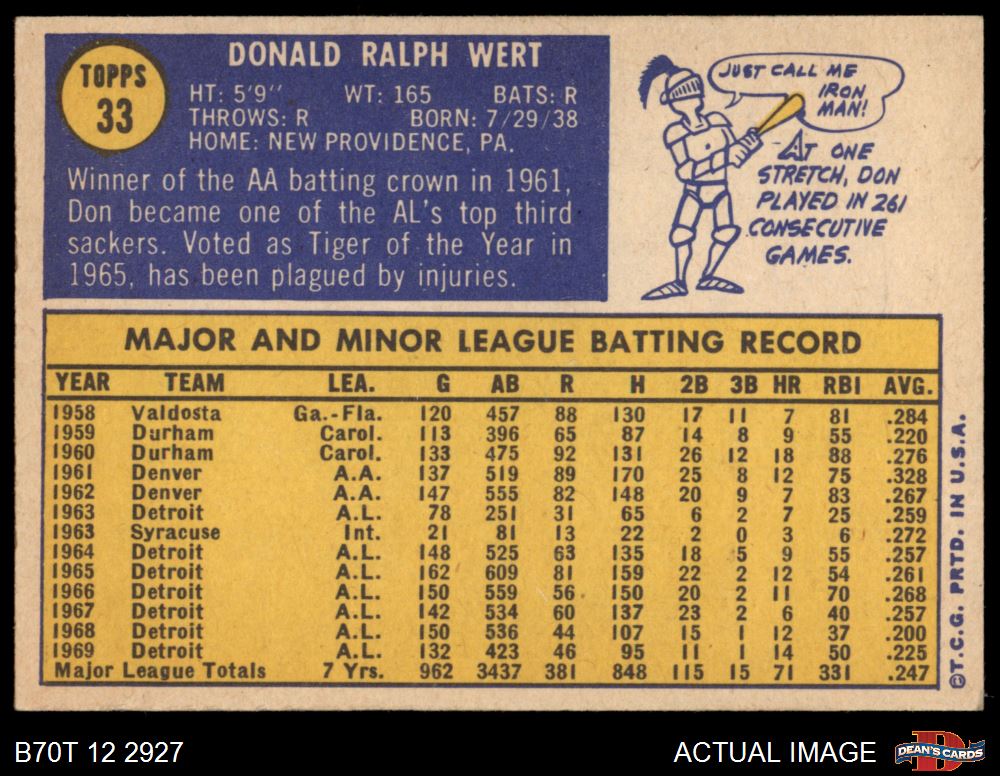 TOPPS
33
DONALD RALPH WERT
HT: 5'9" WT: 165 BATS: R
THROWS: R BORN: 7/29/38
HOME: NEW PROVIDENCE, PA.
Winner of the AA batting crown in 1961,
Don became one of the AL's top third
sackers. Voted as Tiger of the Year in
1965, has been plagued by injuries.
JUST CALL ME
IRON
MAN!
AT ONE
STRETCH, DON
PLAYED IN 261
CONSECUTIVE
GAMES.
MAJOR AND MINOR LEAGUE BATTING RECORD
YEAR TEAM LEA. G AB R H 2B 3B HR RBI AVG.
1958 Valdosta Ga.-Fla. 120 457 88 130 17 11 7 81 .284
1959 Durham Carol. 113 396 65 87 14 8 9 55 .220
1960 Durham Carol. 133 475 92 131 26 12 18 88 .276
1961 Denver A.A. 137 519 89 170 25 8 12 75 .328
1962 Denver A.A. 147 555 82 148 20 9 7 83 .267
1963 Detroit A.L. 78 251 31 65 6 2 7 25 .259
1963 Syracuse Int. 21 81 13 22 2 0 3 6 .272
1964 Detroit A.L. 148 525 63 135 18 5 9 55 .257
1965 Detroit A.L. 162 609 81 159 22 2 12 54 .261
1966 Detroit A.L. 150 559 56 150 20 2 11 70 .268
1967 Detroit A.L. 142 534 60 137 23 2 6 40 .257
1968 Detroit A.L. 150 536 44 107 15 1 12 37 .200
1969 Detroit A.L. 132 423 46 95 11 1 14 50 .225
Major League Totals 7 Yrs. 962 3437 381 848 115 15 71 331 .247
©T.C.G. PRTD. IN U.S.A.
B70T 12 2927
ACTUAL IMAGE
D
DEAN'S CARDS